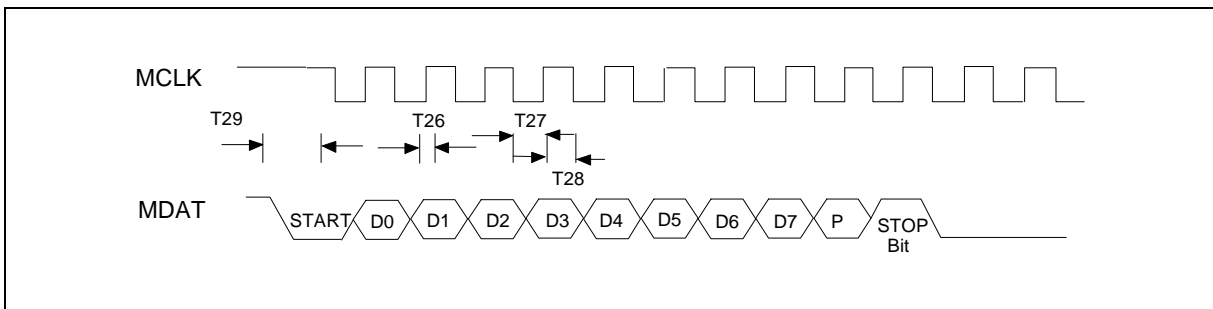 MCLK
T29
T26
T27
T28
MDAT
START
D0
D1
D2
D3
D4
D5
D6
D7
P
STOP
Bit